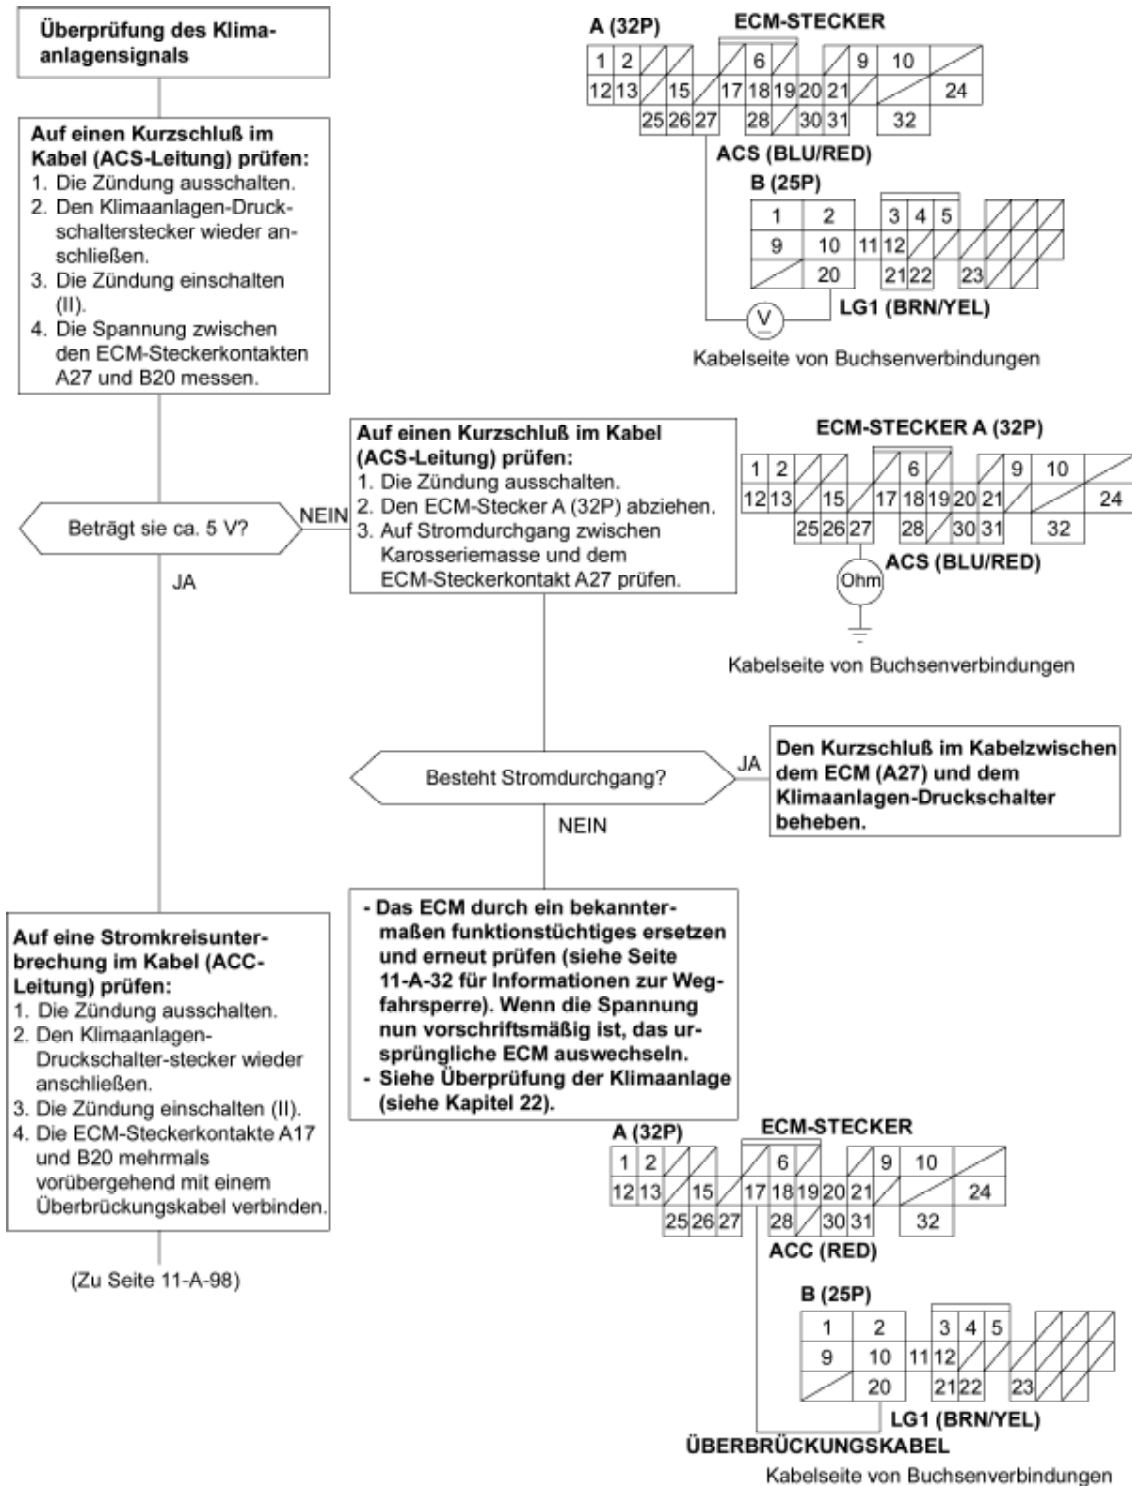 Überprüfung des Klima-
anlagensignals
Auf einen Kurzschluß im
Kabel (ACS-Leitung) prüfen:
1. Die Zündung ausschalten.
2. Den Klimaanlagen-Druck-
schalterstecker wieder an-
schließen.
3. Die Zündung einschalten
(II).
4. Die Spannung zwischen
den ECM-Steckerkontakten
A27 und B20 messen.
A (32P)
ECM-STECKER
1 2 6 9 10
12 13 15 17 18 19 20 21 24
25 26 27 28 30 31 32
ACS (BLU/RED)
B (25P)
1 2 3 4 5
9 10 11 12
20 21 22 23
LG1 (BRN/YEL)
V
Kabelseite von Buchsenverbindungen
Beträgt sie ca. 5 V?
NEIN
JA
Auf einen Kurzschluß im Kabel
(ACS-Leitung) prüfen:
1. Die Zündung ausschalten.
2. Den ECM-Stecker A (32P) abziehen.
3. Auf Stromdurchgang zwischen
Karosseriemasse und dem
ECM-Steckerkontakt A27 prüfen.
ECM-STECKER A (32P)
1 2 6 9 10
12 13 15 17 18 19 20 21 24
25 26 27 28 30 31 32
ACS (BLU/RED)
Ohm
Kabelseite von Buchsenverbindungen
Besteht Stromdurchgang?
JA
NEIN
Den Kurzschluß im Kabelzwischen
dem ECM (A27) und dem
Klimaanlagen-Druckschalter
beheben.
- Das ECM durch ein bekannter-
maßen funktionstüchtiges ersetzen
und erneut prüfen (siehe Seite
11-A-32 für Informationen zur Weg-
fahrsperre). Wenn die Spannung
nun vorschriftsmäßig ist, das ur-
sprüngliche ECM auswechseln.
- Siehe Überprüfung der Klimaanlage
(siehe Kapitel 22).
Auf eine Stromkreisunter-
brechung im Kabel (ACC-
Leitung) prüfen:
1. Die Zündung ausschalten.
2. Den Klimaanlagen-
Druckschalter-stecker wieder
anschließen.
3. Die Zündung einschalten (II).
4. Die ECM-Steckerkontakte A17
und B20 mehrmals
vorübergehend mit einem
Überbrückungskabel verbinden.
(Zu Seite 11-A-98)
A (32P)
ECM-STECKER
1 2 6 9 10
12 13 15 17 18 19 20 21 24
25 26 27 28 30 31 32
ACC (RED)
B (25P)
1 2 3 4 5
9 10 11 12
20 21 22 23
LG1 (BRN/YEL)
ÜBERBRÜCKUNGSKABEL
Kabelseite von Buchsenverbindungen